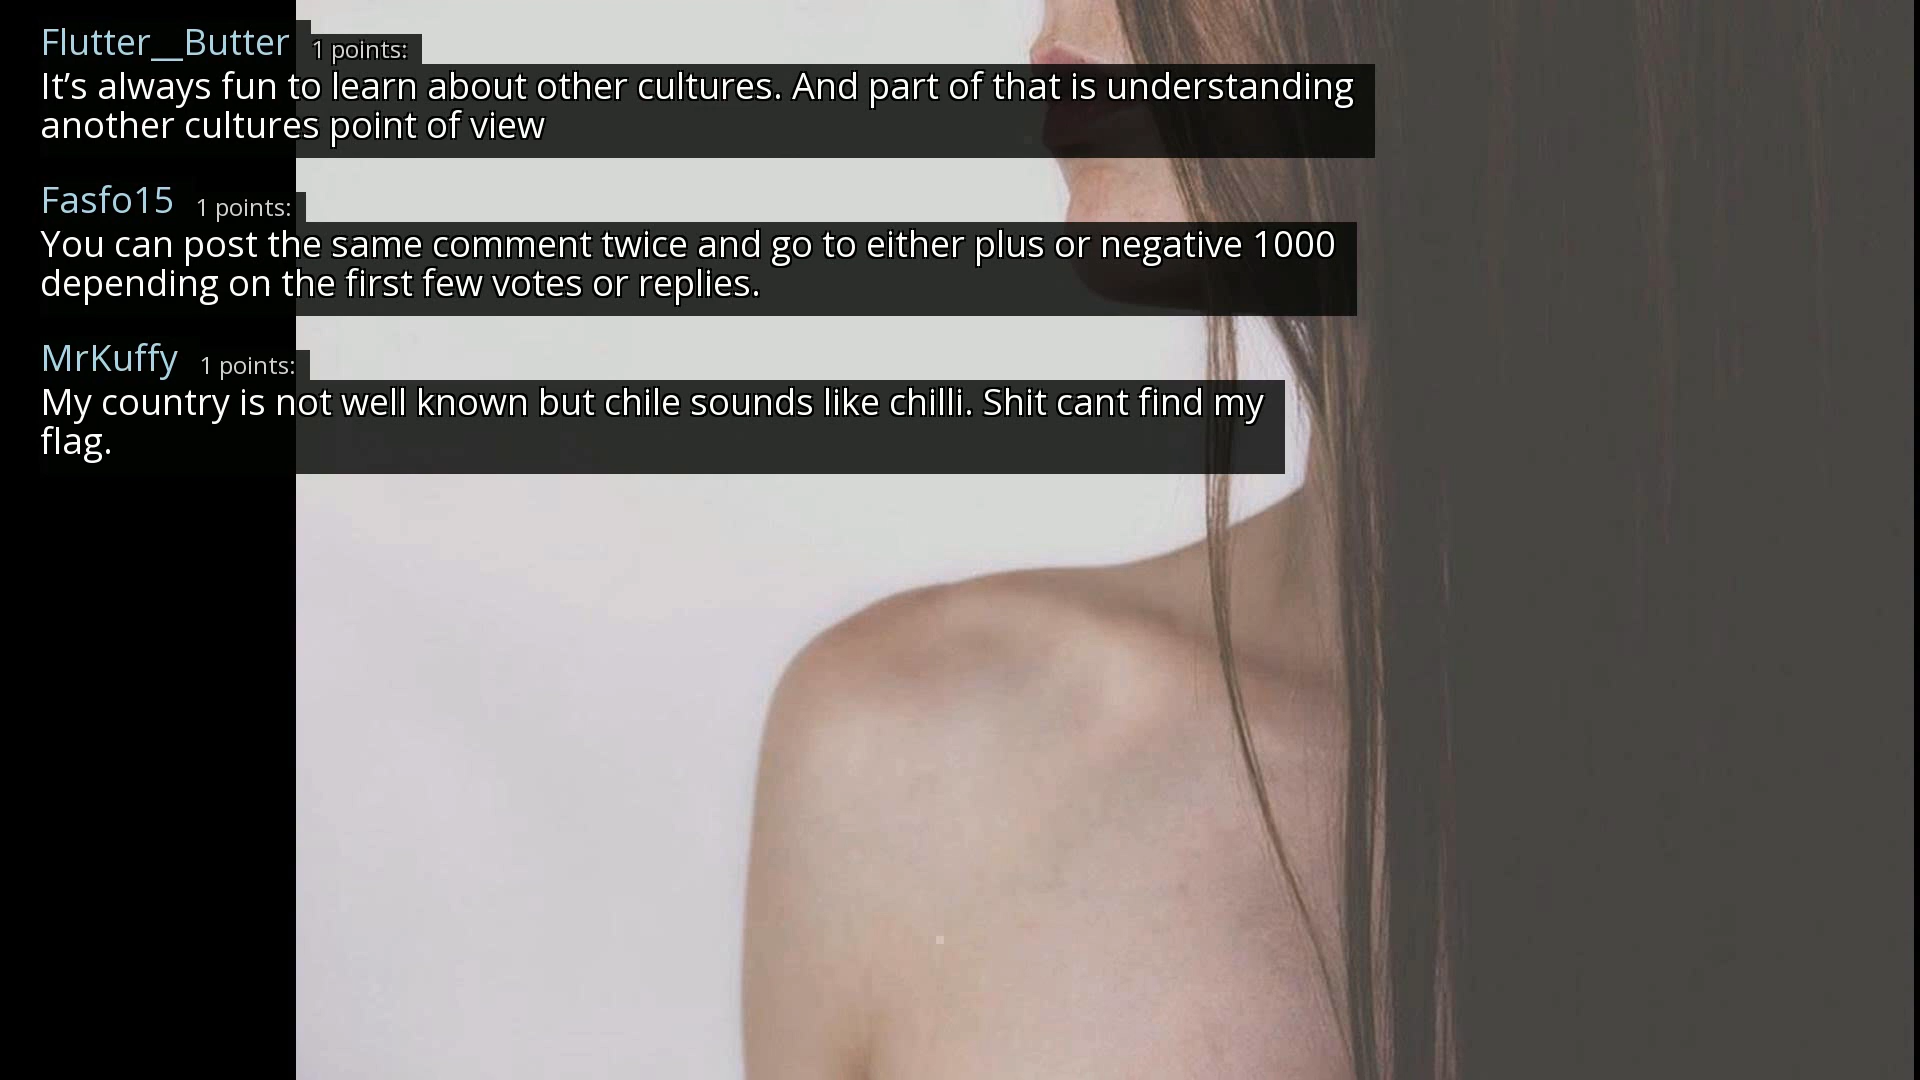 Flutter__Butter 1 points:
It’s always fun to learn about other cultures. And part of that is understanding
another cultures point of view
Fasfo15 1 points:
You can post the same comment twice and go to either plus or negative 1000
depending on the first few votes or replies.
MrKuffy 1 points:
My country is not well known but chile sounds like chilli. Shit cant find my
flag.